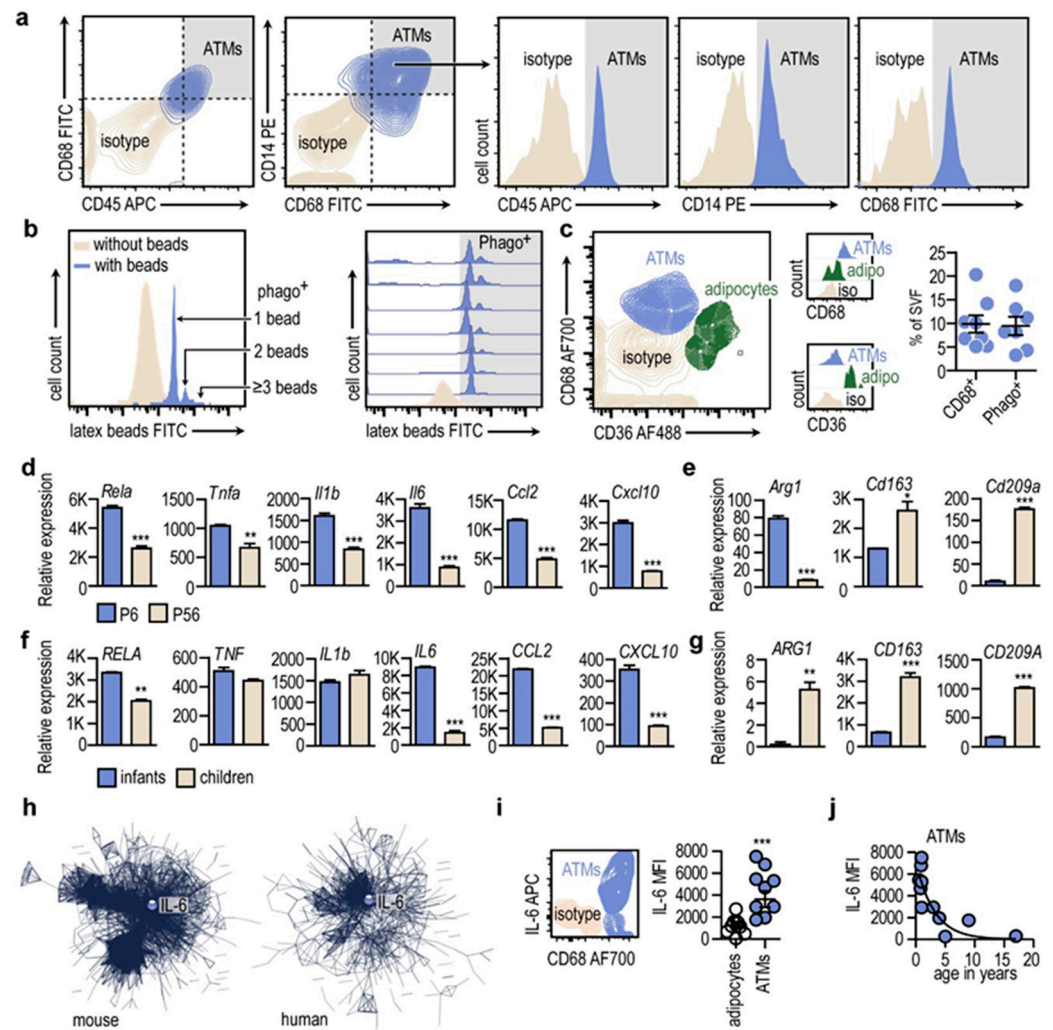 a
CD68 FITC
ATMs
isotype
CD45 APC
CD14 PE
ATMs
isotype
CD68 FITC
cell count
isotype
ATMs
CD45 APC
isotype
ATMs
CD14 PE
isotype
ATMs
CD68 FITC
b
without beads
with beads
cell count
phago+
1 bead
2 beads
≥3 beads
latex beads FITC
Phago+
cell count
latex beads FITC
c
CD68 AF700
ATMs
adipocytes
isotype
CD36 AF488
count
ATMs
adipo
iso
CD68
count
ATMs
adipo
iso
CD36
% of SVF
25
20
15
10
5
0
CD68+
Phago+
d
Relative expression
Rela
6K
4K
2K
0
***
Tnfa
1500
1000
500
0
**
Il1b
2000
1500
1000
500
0
***
Il6
4K
3K
2K
1K
0
***
Ccl2
15K
10K
5K
0
***
Cxcl10
4K
3K
2K
1K
0
***
P6
P56
e
Relative expression
Arg1
100
80
60
40
20
0
***
Cd163
3K
2K
1K
0
*
Cd209a
200
150
100
50
0
***
f
Relative expression
RELA
4K
3K
2K
1K
0
**
TNF
600
400
200
0
IL1b
2000
1500
1000
500
0
IL6
10K
8K
6K
4K
2K
0
***
CCL2
25K
20K
15K
10K
5K
0
***
CXCL10
400
300
200
100
0
***
infants
children
g
Relative expression
ARG1
8
6
4
2
0
**
CD163
4K
3K
2K
1K
0
***
CD209A
1500
1000
500
0
***
h
IL-6
mouse
IL-6
human
i
IL-6 APC
ATMs
isotype
CD68 AF700
IL-6 MFI
8000
6000
4000
2000
0
***
adipocytes
ATMs
j
ATMs
IL-6 MFI
8000
6000
4000
2000
0
0
5
10
15
20
age in years